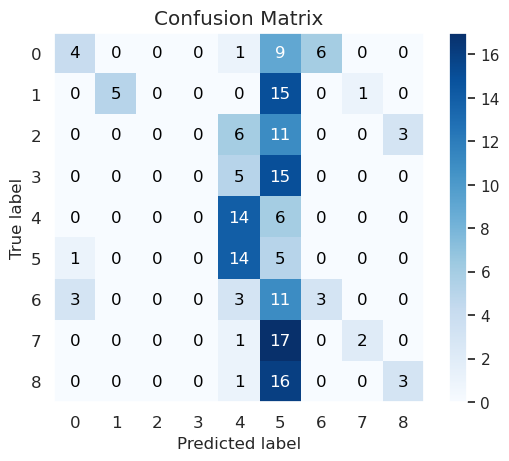 Confusion Matrix
True label
0 4 0 0 0 1 9 6 0 0
1 0 5 0 0 0 15 0 1 0
2 0 0 0 0 6 11 0 0 3
3 0 0 0 0 5 15 0 0 0
4 0 0 0 0 14 6 0 0 0
5 1 0 0 0 14 5 0 0 0
6 3 0 0 0 3 11 3 0 0
7 0 0 0 0 1 17 0 2 0
8 0 0 0 0 1 16 0 0 3
0 1 2 3 4 5 6 7 8
Predicted label
16
14
12
10
8
6
4
2
0